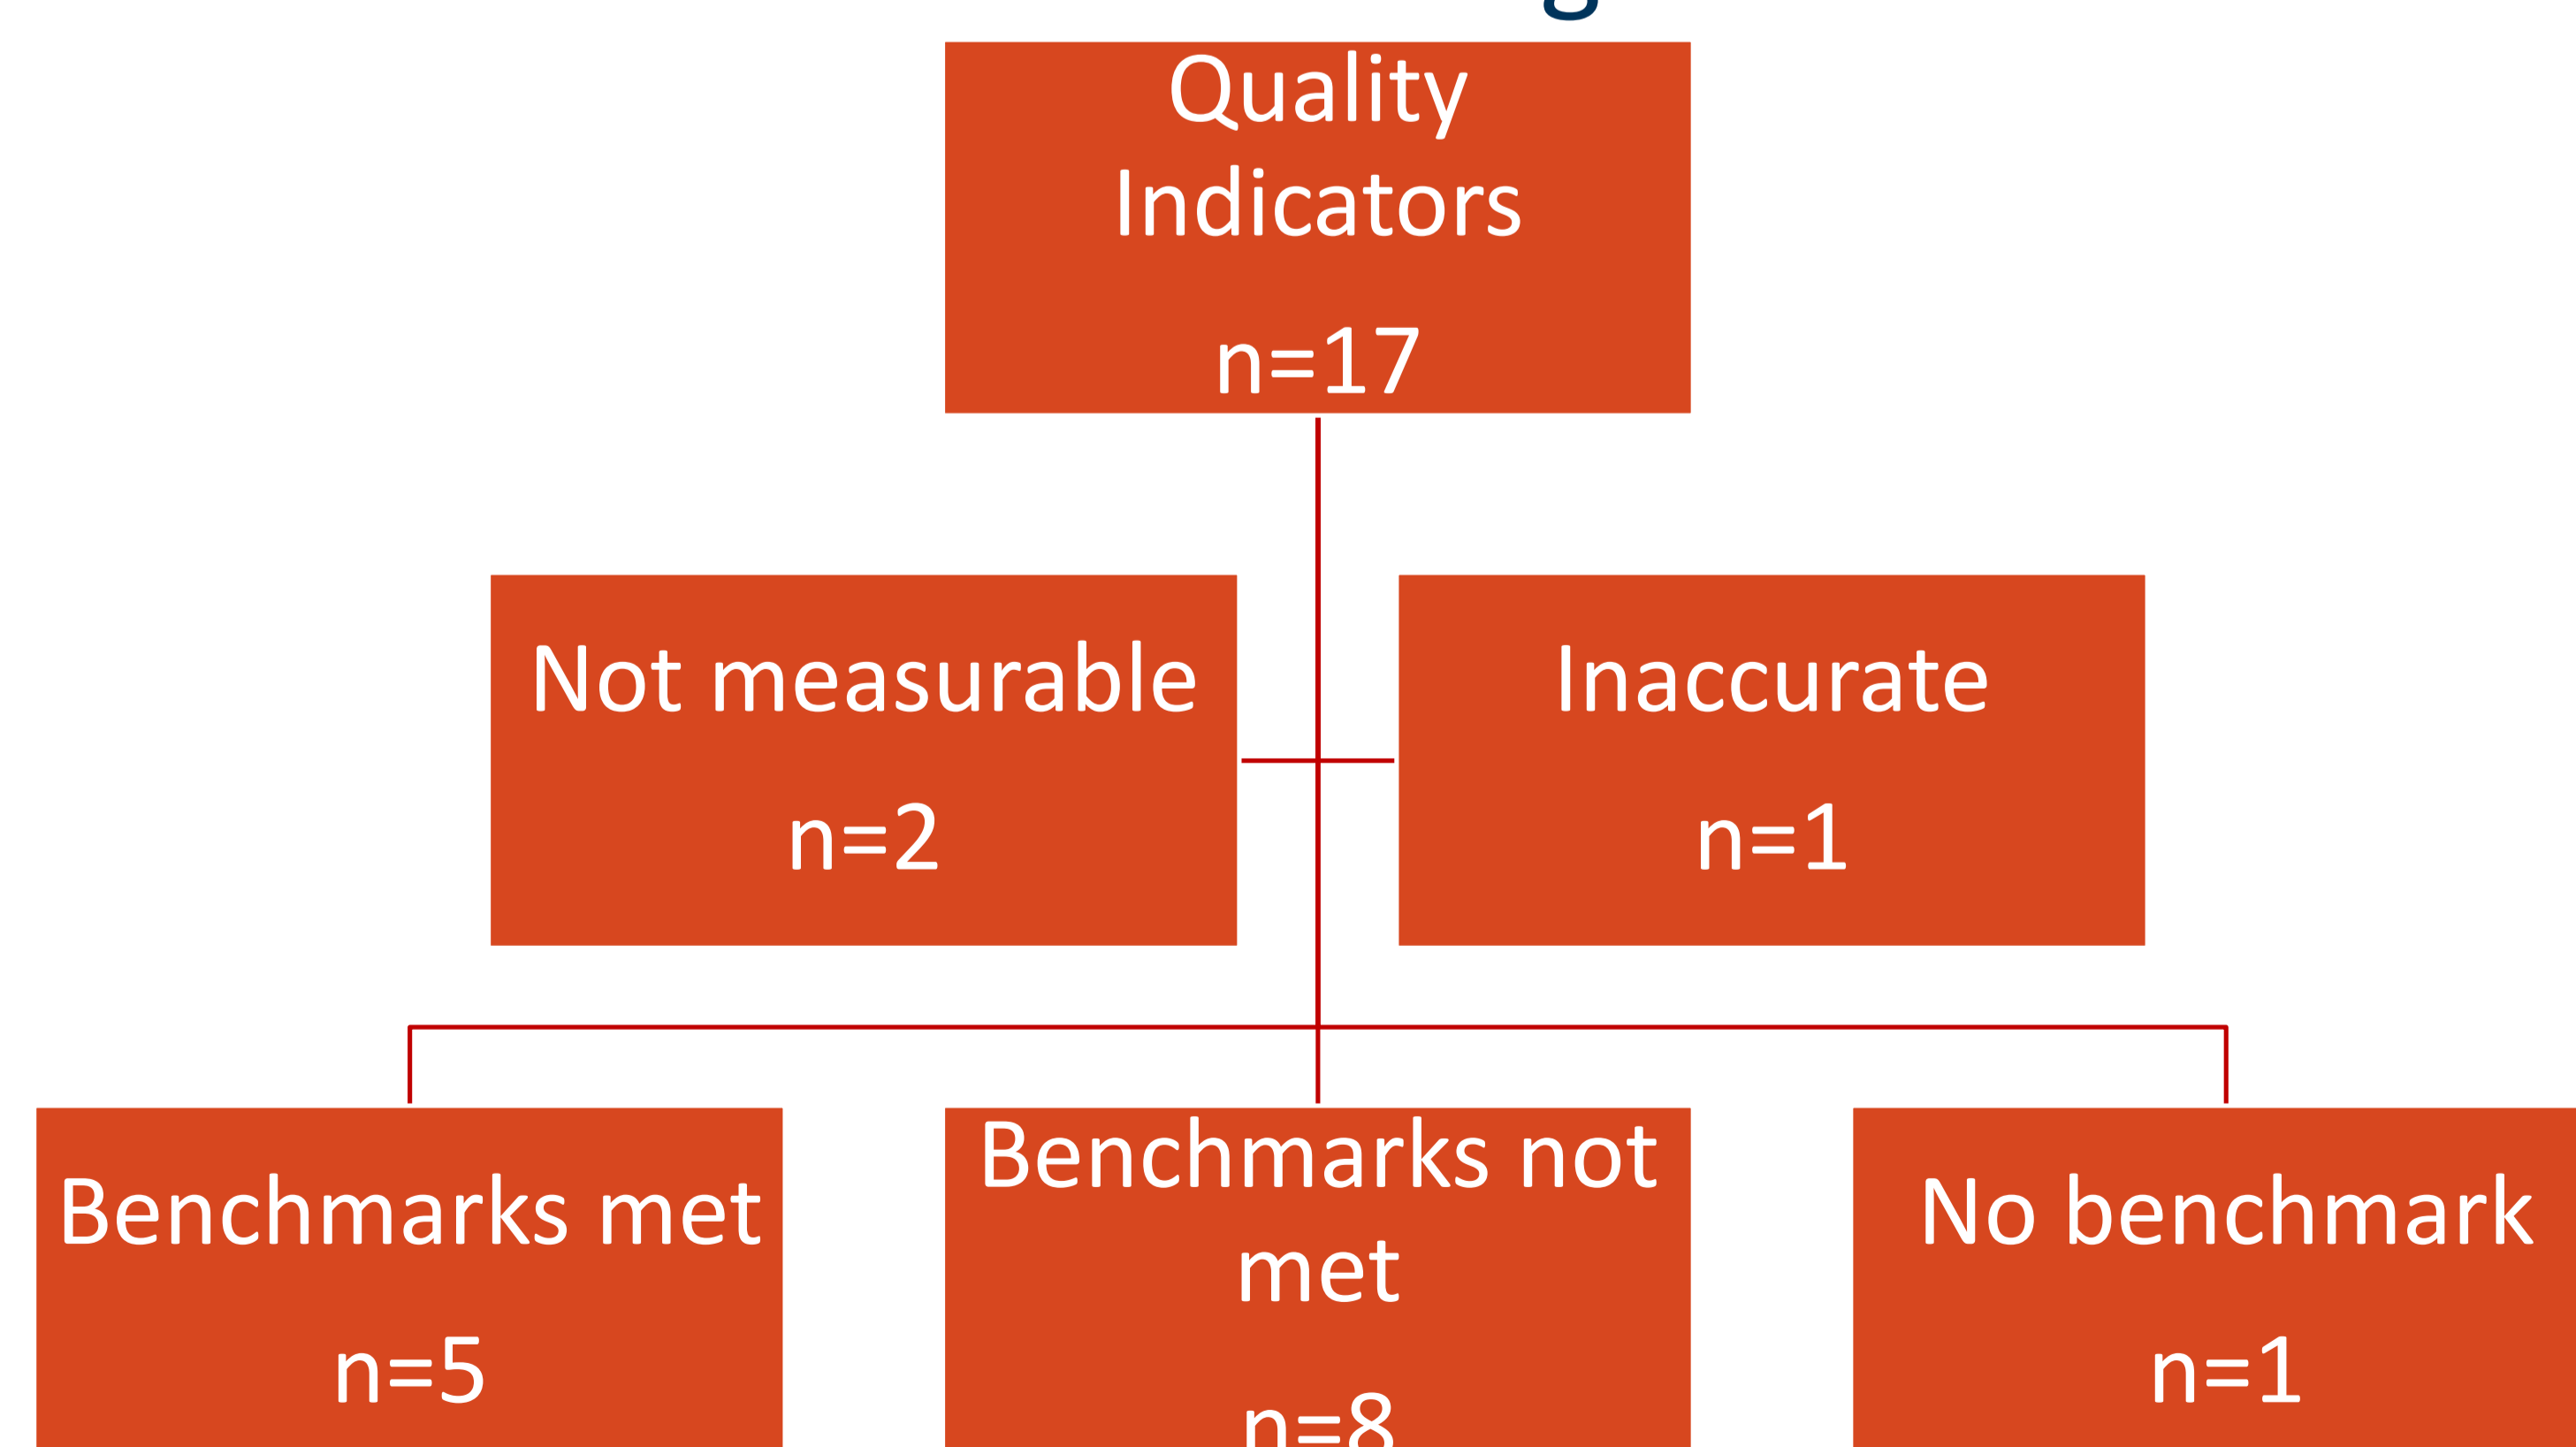 Quality
Indicators
n=17
Not measurable
n=2
Inaccurate
n=1
Benchmarks met
n=5
Benchmarks not
met
n=8
No benchmark
n=1